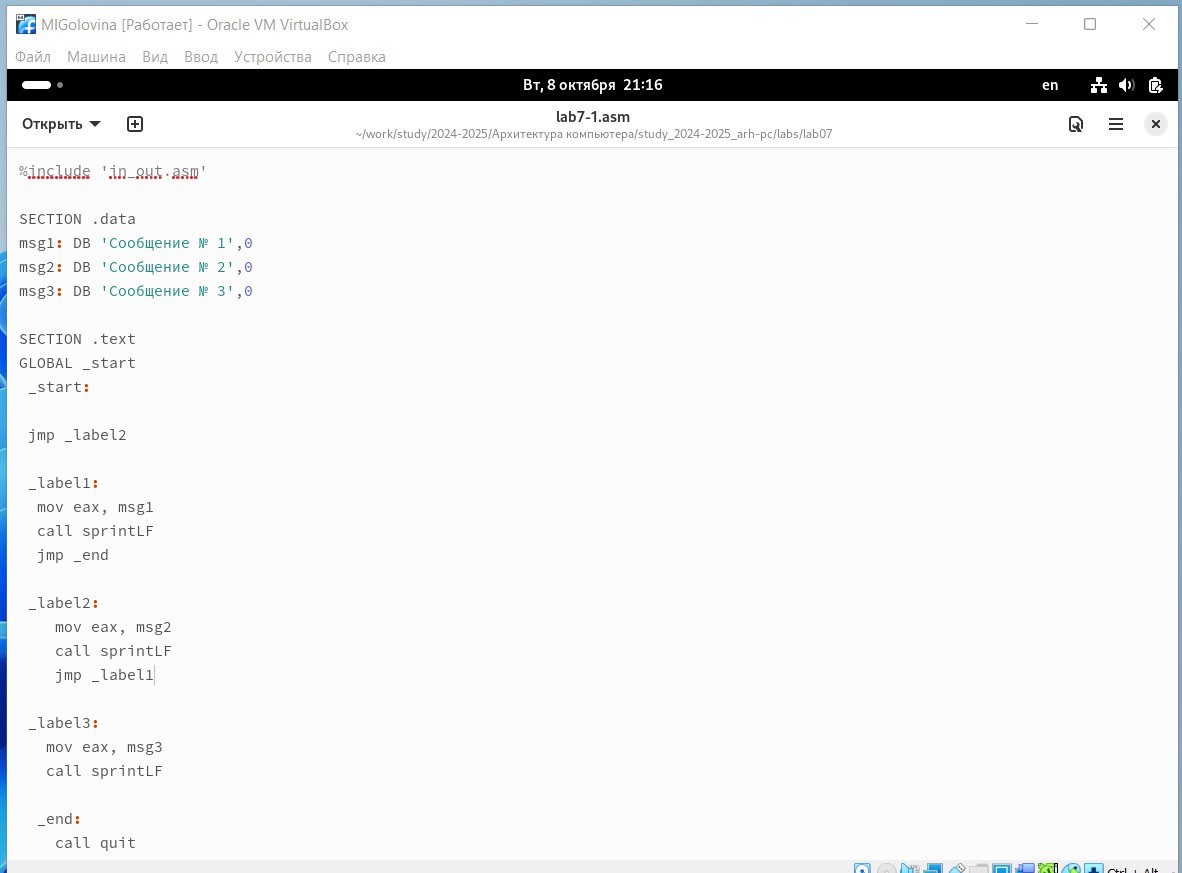 MIGolovina [Работает] - Oracle VM VirtualBox
Файл Машина Вид Ввод Устройства Справка
Вт, 8 октября 21:16 en
Открыть lab7-1.asm
~/work/study/2024-2025/Архитектура компьютера/study_2024-2025_arh-pc/labs/lab07
%include 'in_out.asm'
SECTION .data
msg1: DB 'Сообщение № 1',0
msg2: DB 'Сообщение № 2',0
msg3: DB 'Сообщение № 3',0
SECTION .text
GLOBAL _start
_start:
jmp _label2
_label1:
mov eax, msg1
call sprintLF
jmp _end
_label2:
mov eax, msg2
call sprintLF
jmp _label1
_label3:
mov eax, msg3
call sprintLF
_end:
call quit
Ctrl + Alt